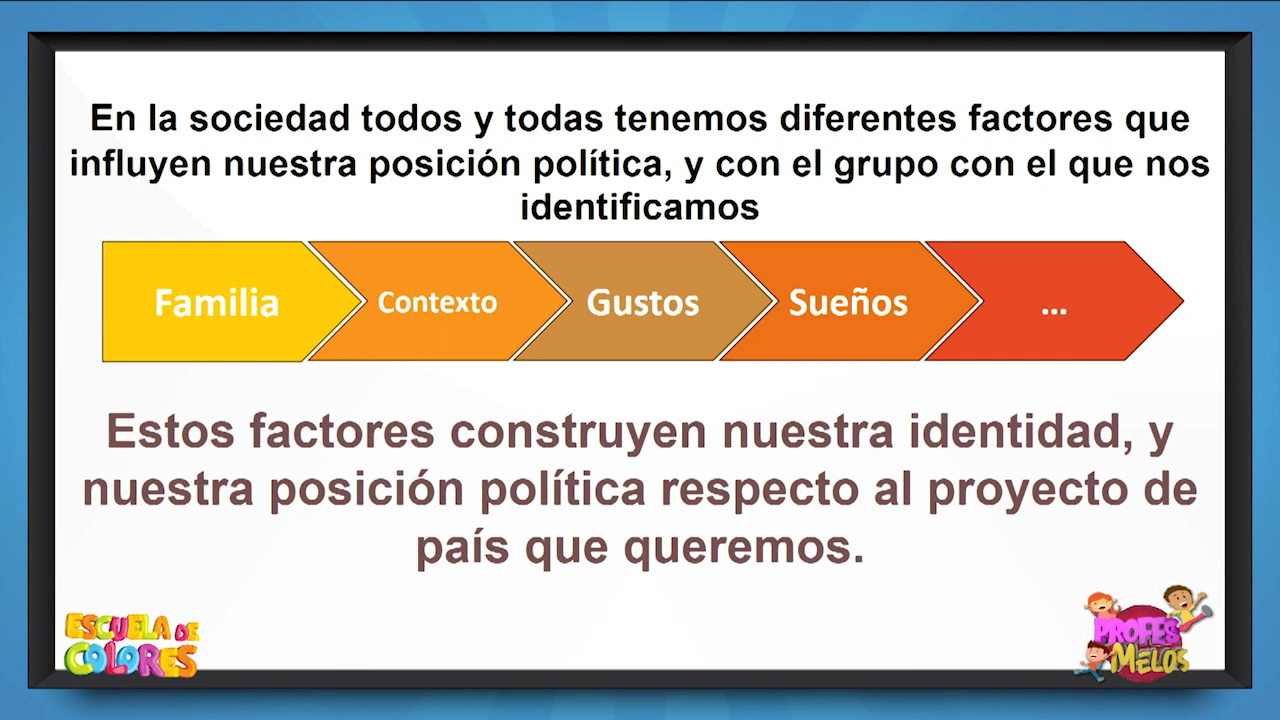 En la sociedad todos y todas tenemos diferentes factores que
influyen nuestra posición política, y con el grupo con el que nos
identificamos
Familia
Contexto
Gustos
Sueños
...
Estos factores construyen nuestra identidad, y
nuestra posición política respecto al proyecto de
país que queremos.
ESCUELA DE
COLORES
PROFES
MELOS